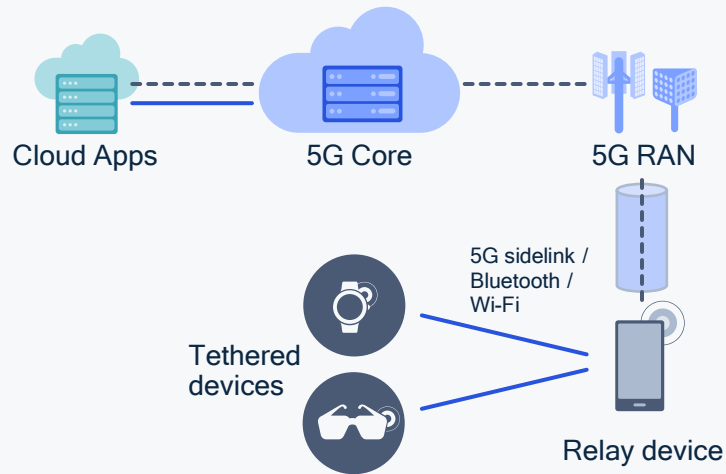 Cloud Apps
5G Core
5G RAN
5G sidelink /
Bluetooth /
Wi-Fi
Tethered
devices
Relay device